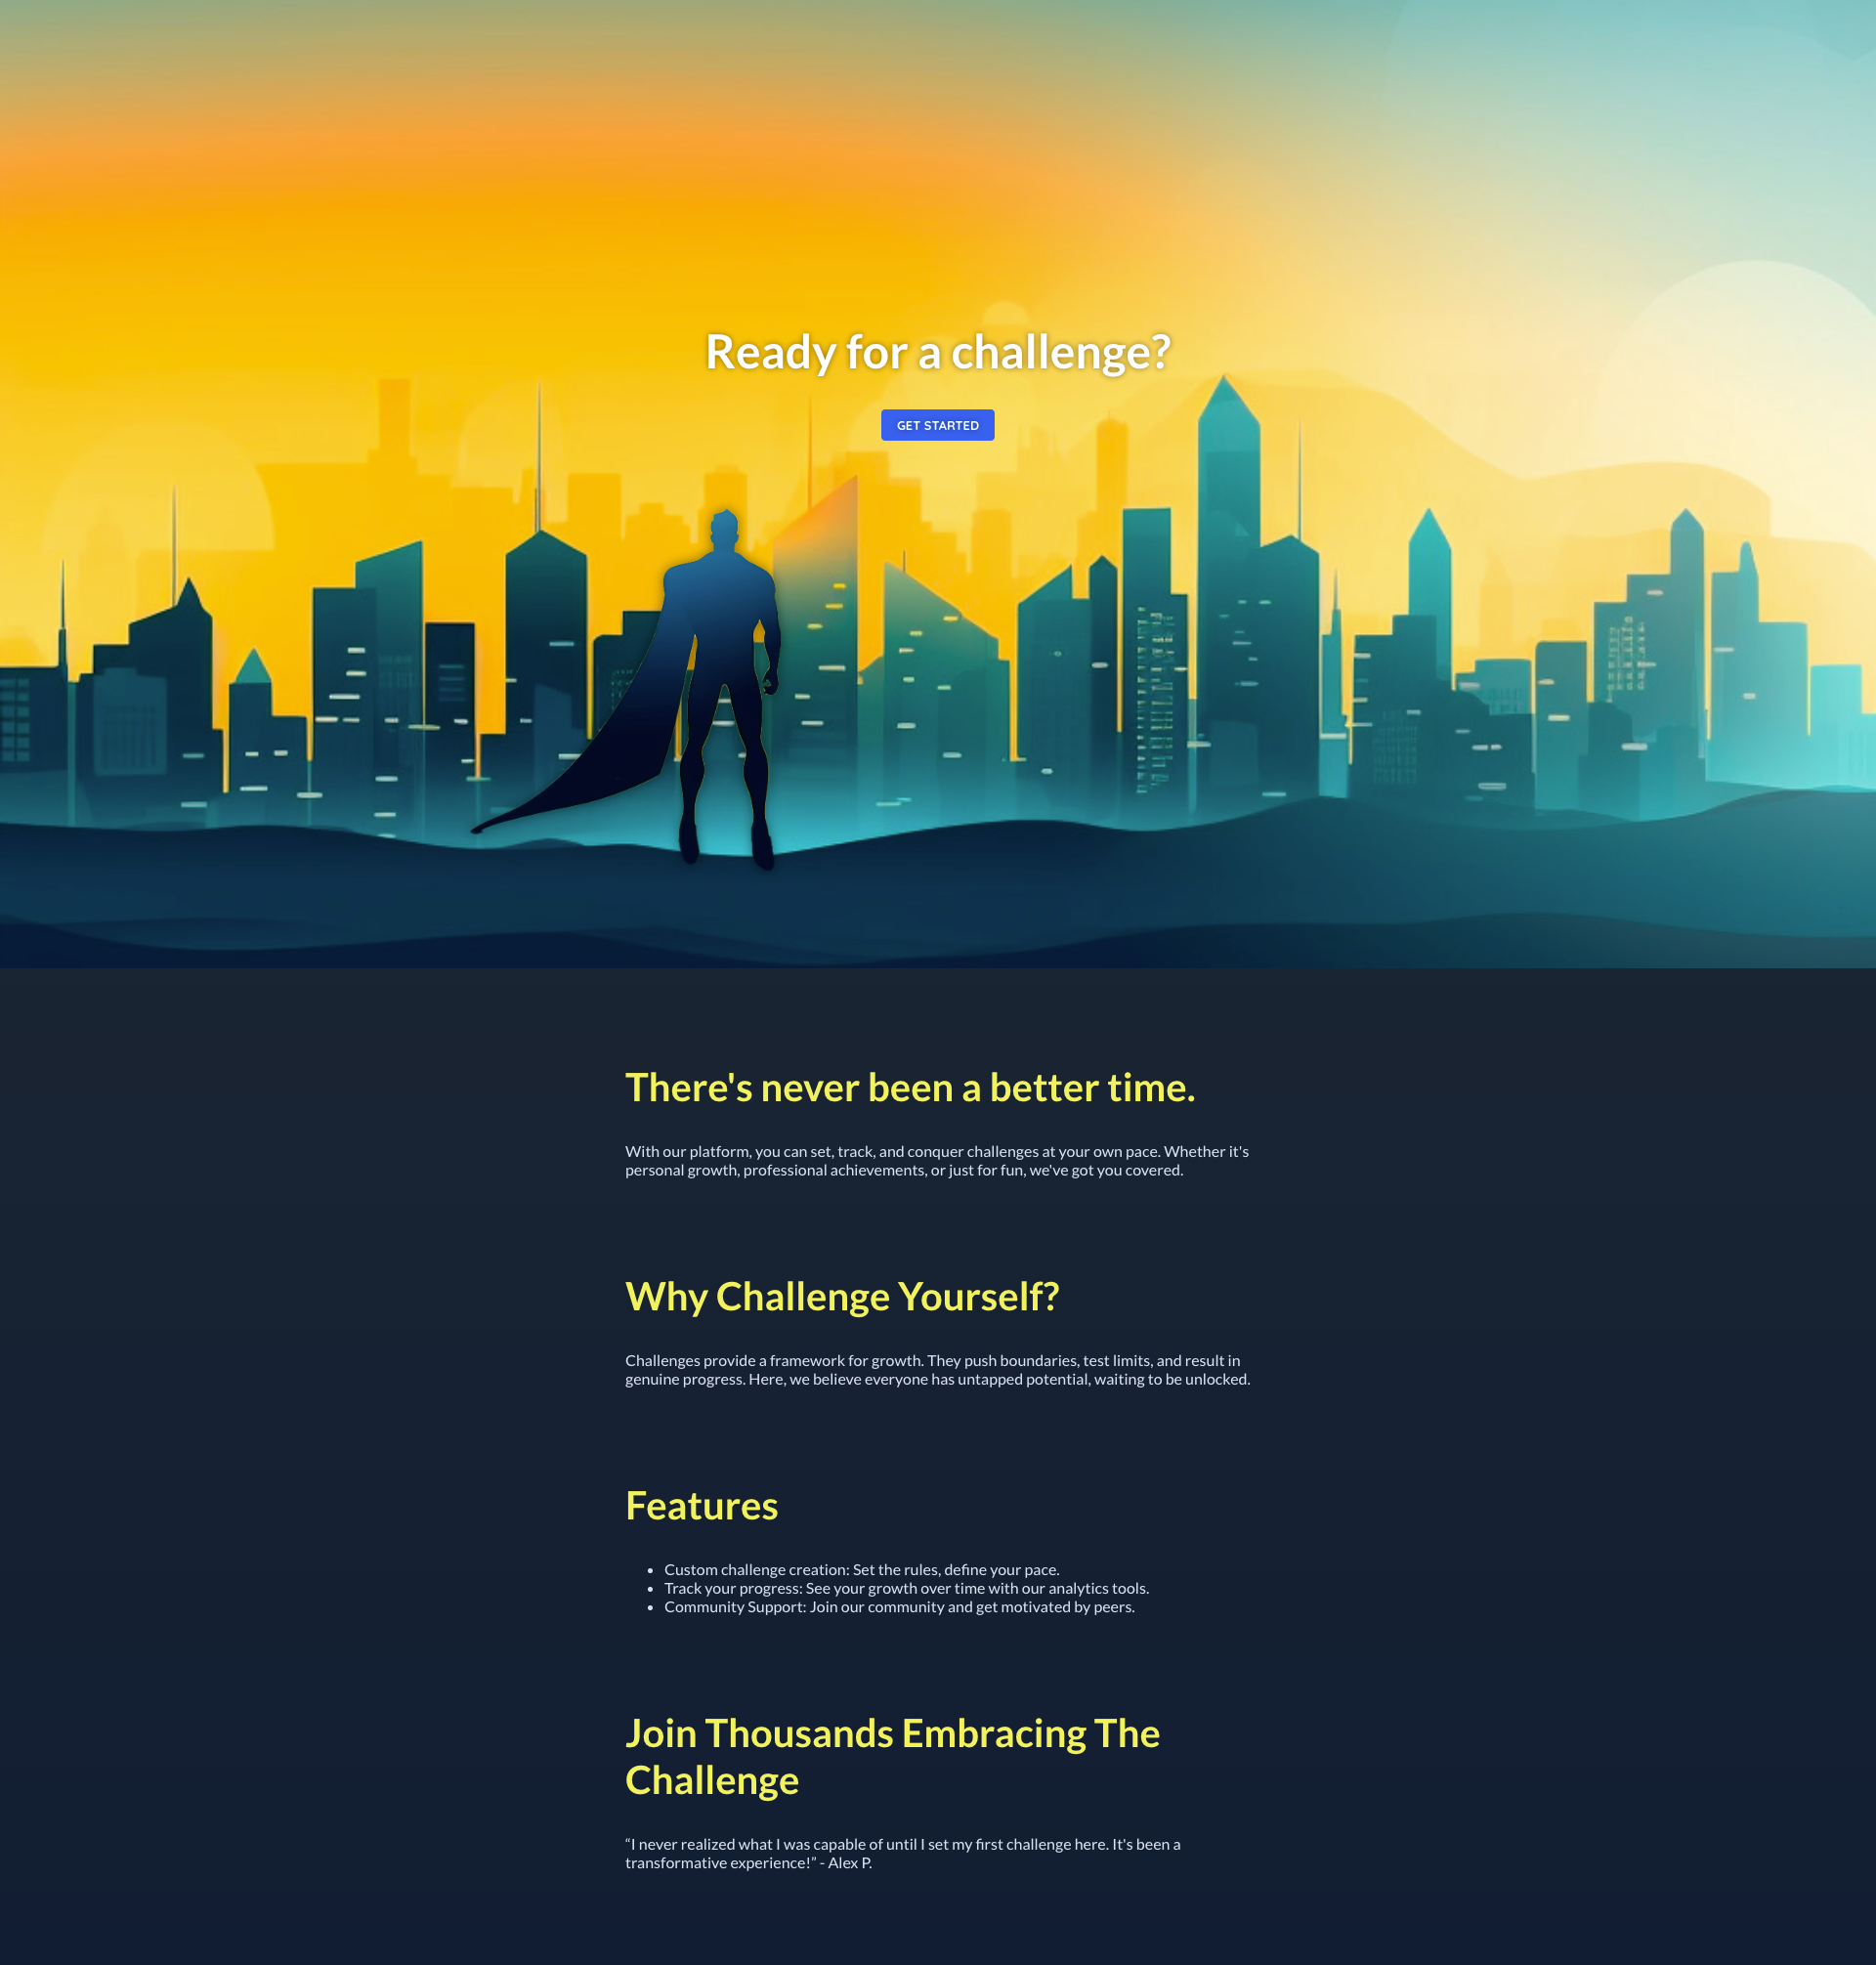 Ready for a challenge?
GET STARTED
There's never been a better time.
With our platform, you can set, track, and conquer challenges at your own pace. Whether it's
personal growth, professional achievements, or just for fun, we've got you covered.
Why Challenge Yourself?
Challenges provide a framework for growth. They push boundaries, test limits, and result in
genuine progress. Here, we believe everyone has untapped potential, waiting to be unlocked.
Features
• Custom challenge creation: Set the rules, define your pace.
• Track your progress: See your growth over time with our analytics tools.
• Community Support: Join our community and get motivated by peers.
Join Thousands Embracing The
Challenge
“I never realized what I was capable of until I set my first challenge here. It's been a
transformative experience!” - Alex P.